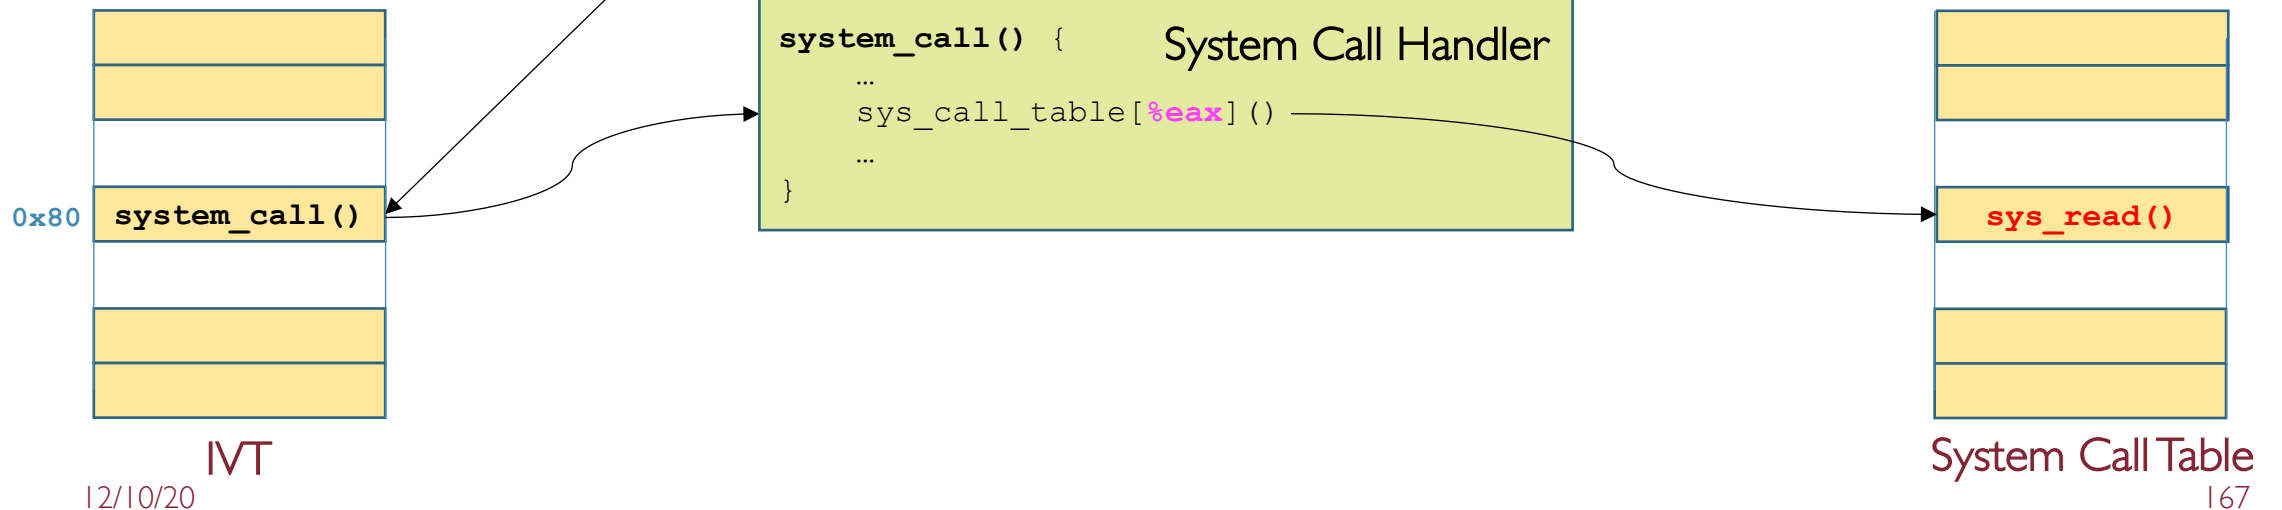 system_call() {
System Call Handler
…
sys_call_table[%eax]()
…
}
0x80
system_call()
sys_read()
IVT
System Call Table
12/10/20
167